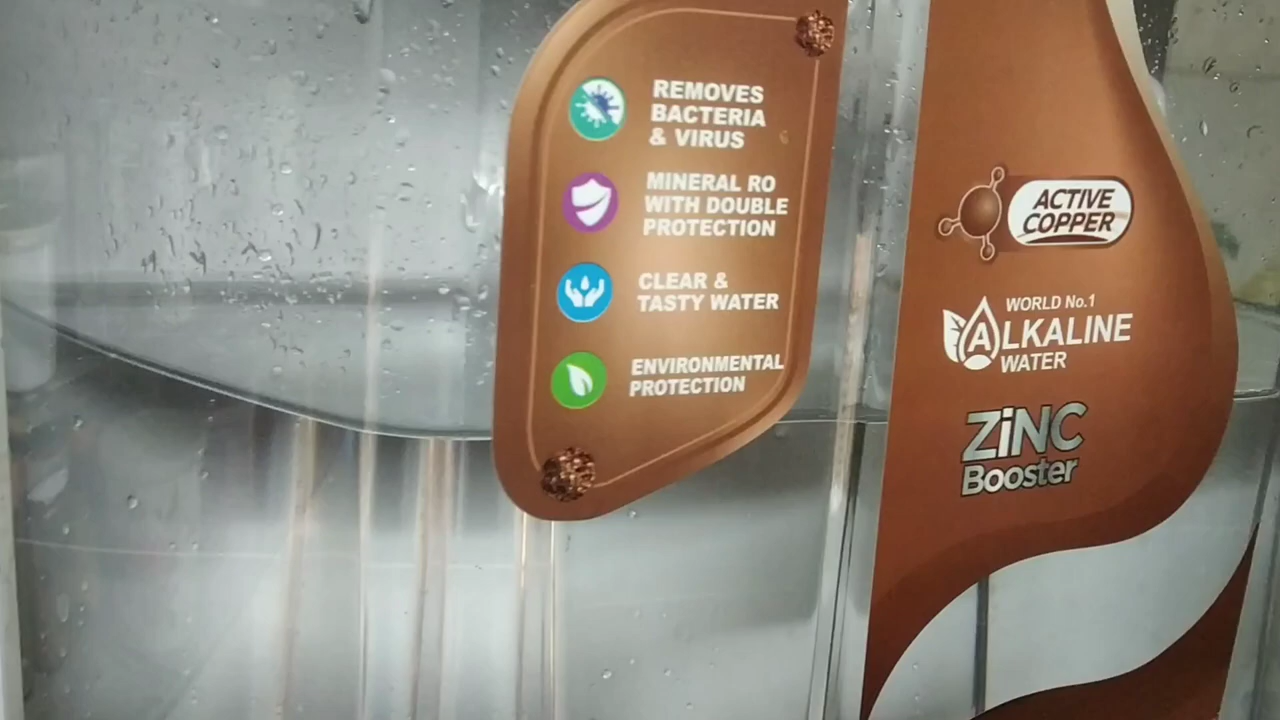 REMOVES
BACTERIA
& VIRUS
MINERAL RO
WITH DOUBLE
PROTECTION
CLEAR &
TASTY WATER
ENVIRONMENTAL
PROTECTION
ACTIVE
COPPER
WORLD No.1
ALKALINE
WATER
ZiNC
Booster